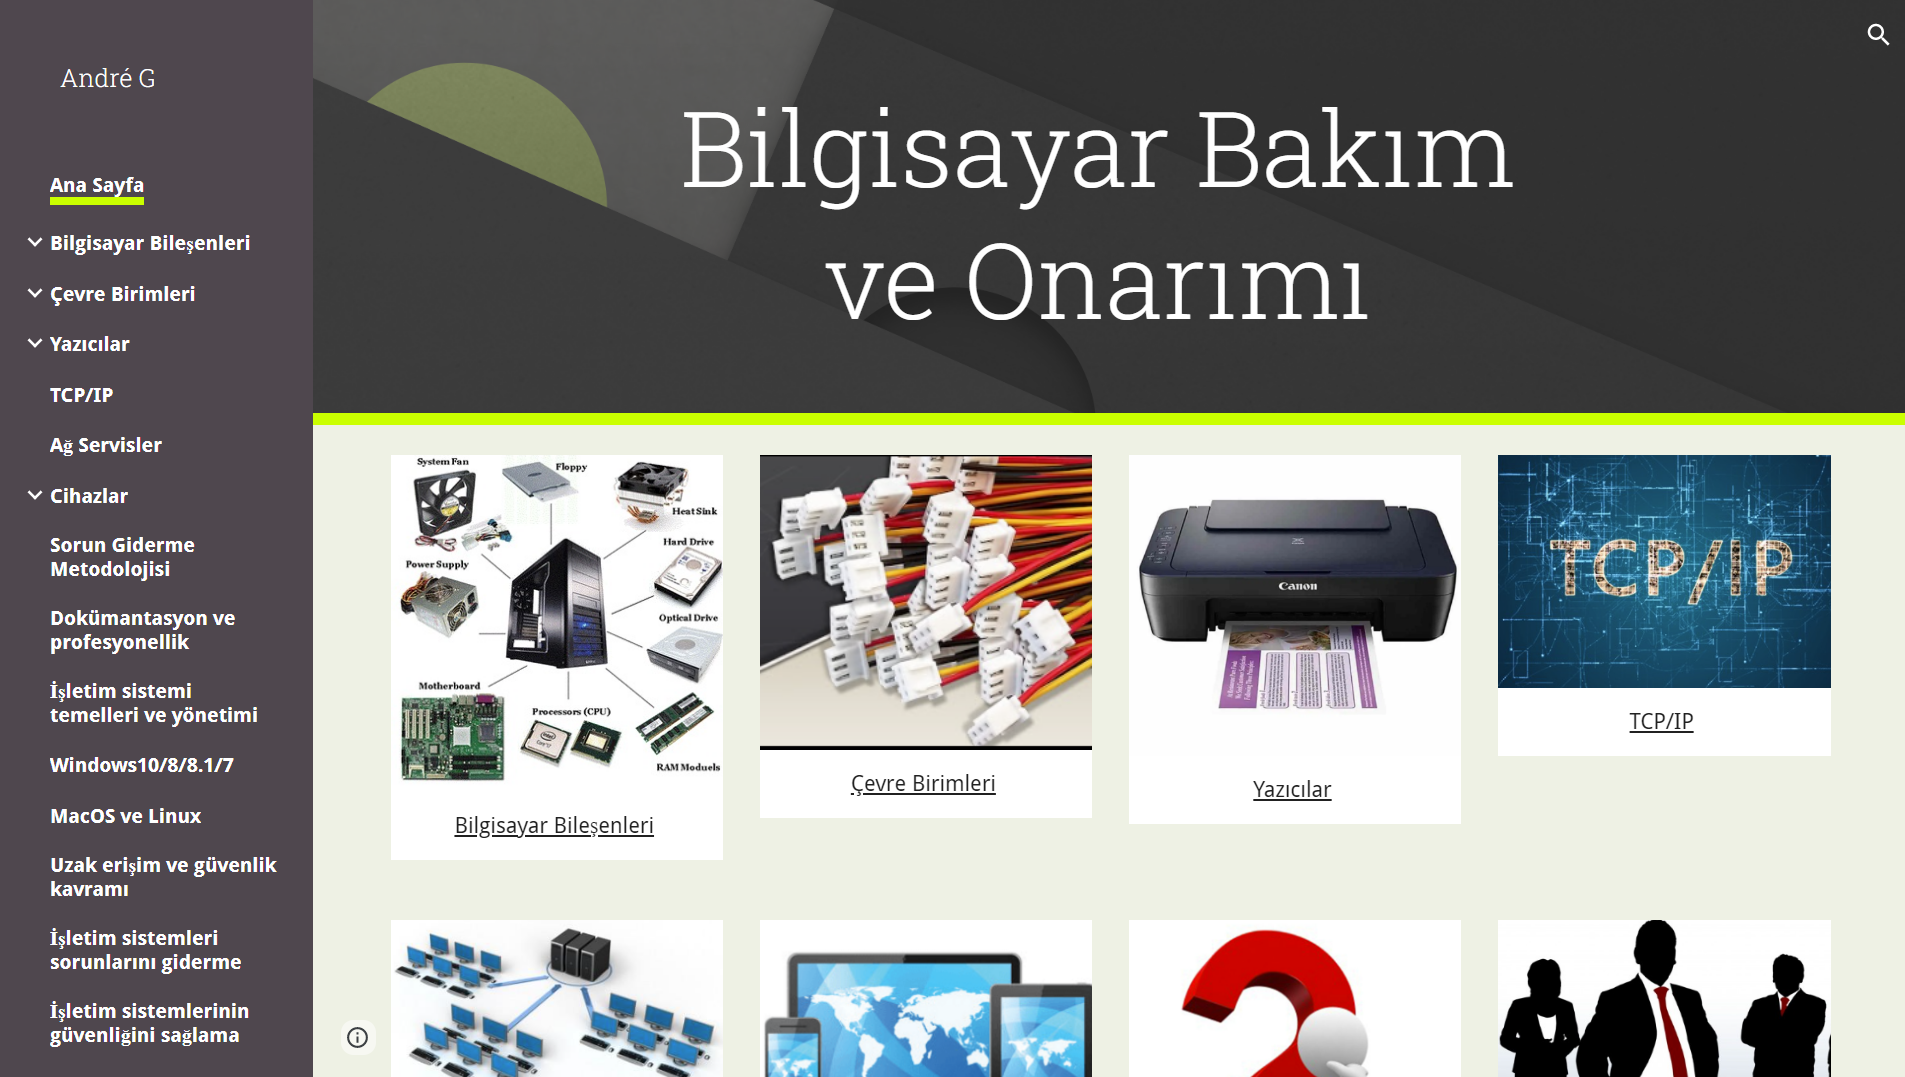 André G
Ana Sayfa
Bilgisayar Bileşenleri
Çevre Birimleri
Yazıcılar
TCP/IP
Ağ Servisler
Cihazlar
Sorun Giderme
Metodolojisi
Dokümantasyon ve
profesyonellik
İşletim sistemi
temelleri ve yönetimi
Windows10/8/8.1/7
MacOS ve Linux
Uzak erişim ve güvenlik
kavramı
İşletim sistemleri
sorunlarını giderme
İşletim sistemlerinin
güvenliğini sağlama
Bilgisayar Bakım
ve Onarımı
System Fan
Floppy
Heat Sink
Hard Drive
Power Supply
Optical Drive
Motherboard
Processors (CPU)
RAM Moduels
Bilgisayar Bileşenleri
Çevre Birimleri
Canon
Yazıcılar
TCP/IP
TCP/IP